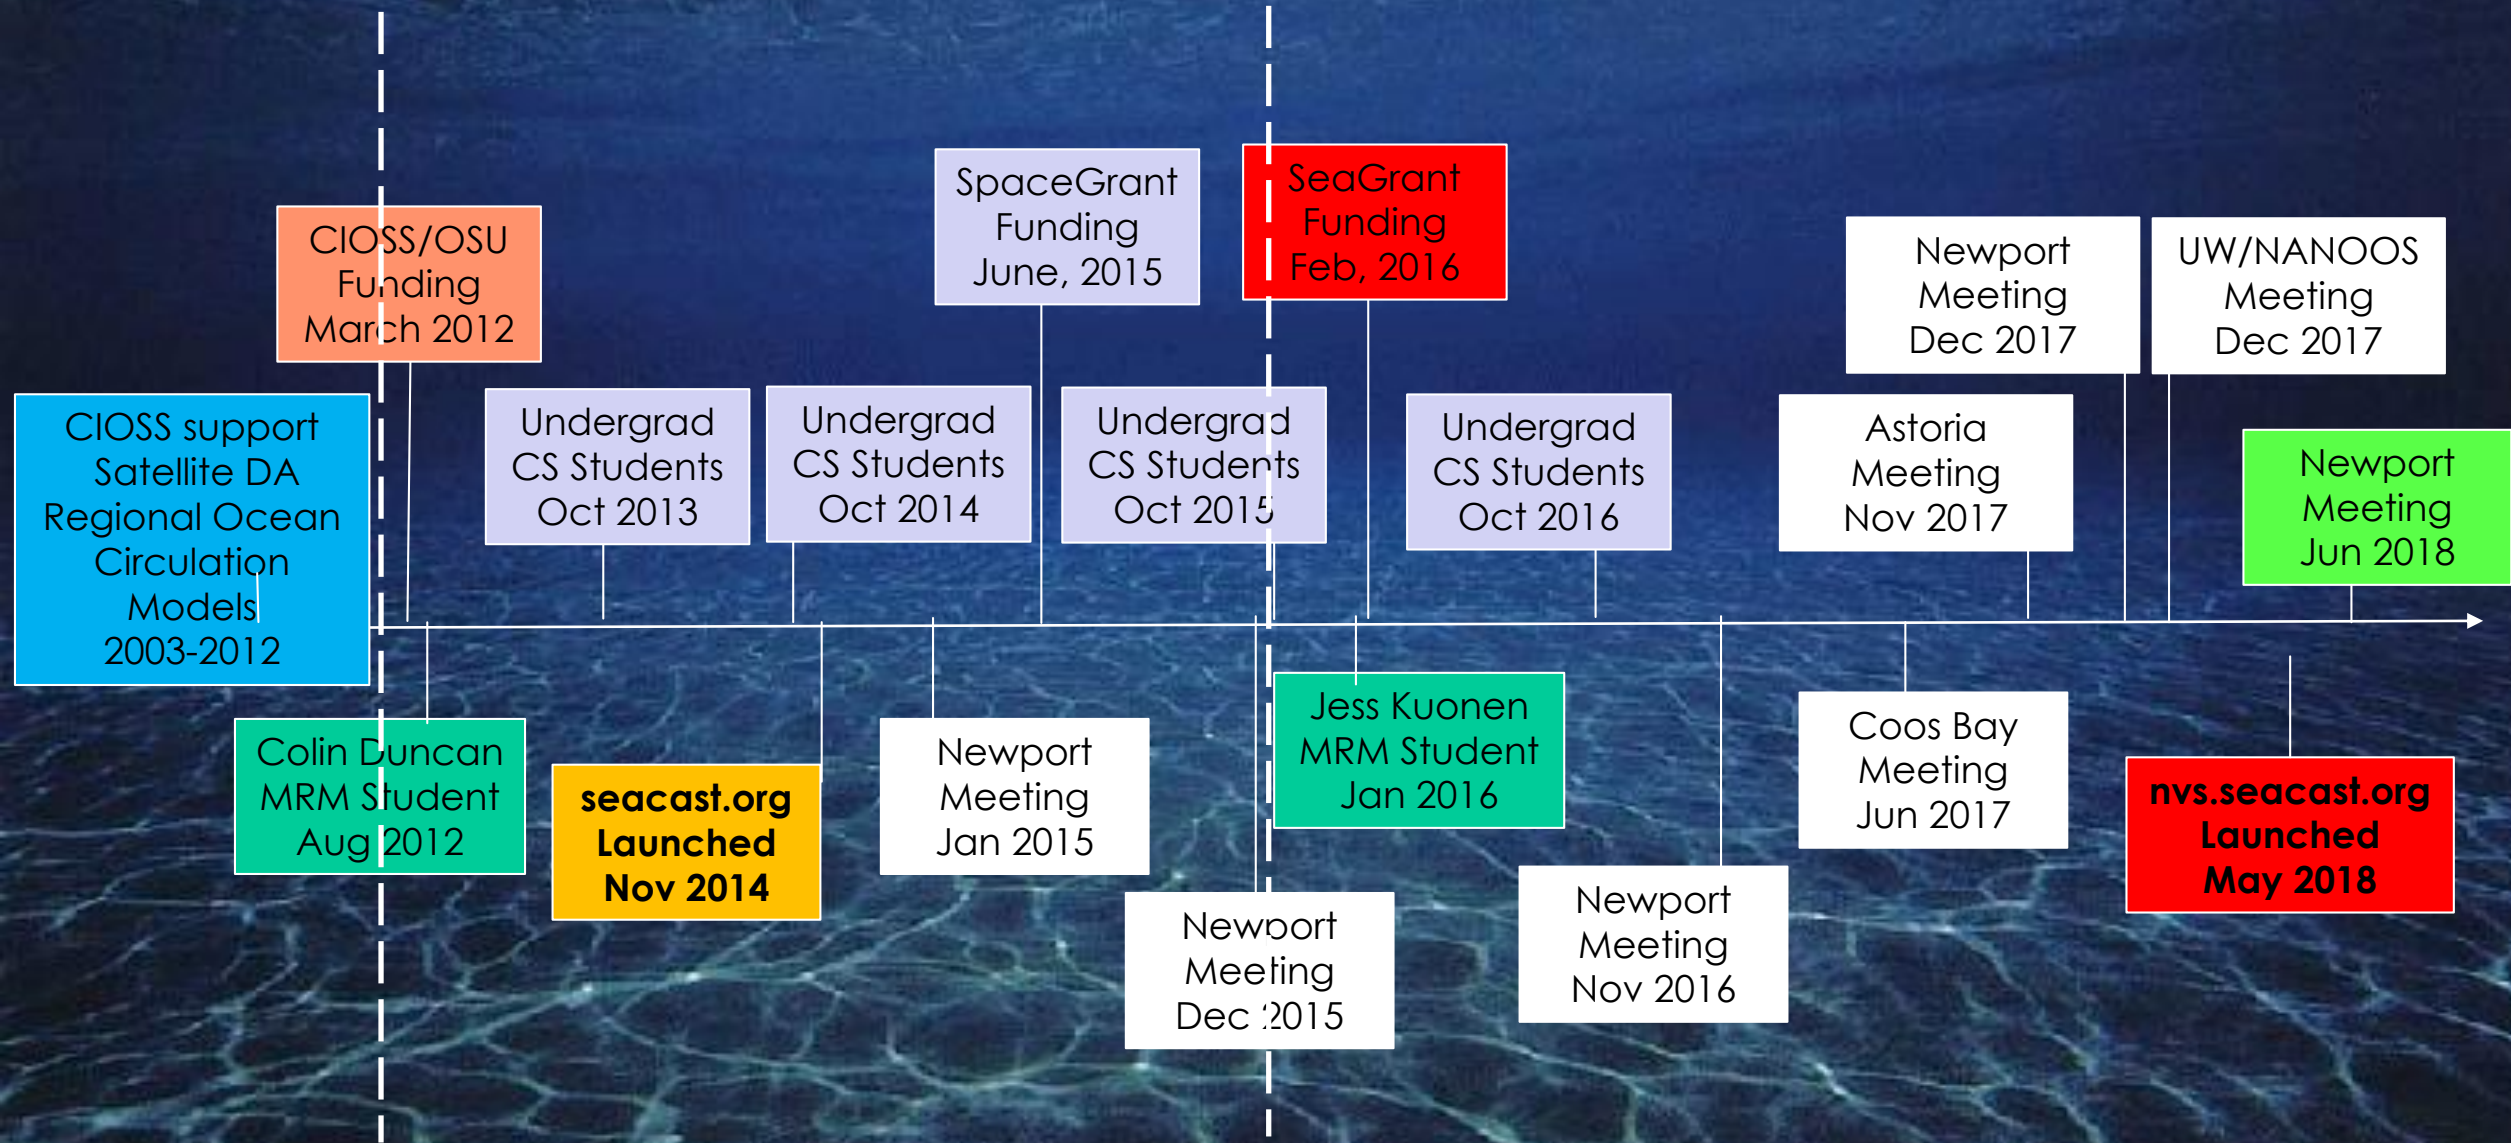 SpaceGrant
Funding
June, 2015
SeaGrant
Funding
Feb, 2016
CIOSS/OSU
Funding
March 2012
Newport
Meeting
Dec 2017
UW/NANOOS
Meeting
Dec 2017
CIOSS support
Satellite DA
Regional Ocean
Circulation
Models
2003-2012
Undergrad
CS Students
Oct 2013
Undergrad
CS Students
Oct 2014
Undergrad
CS Students
Oct 2015
Undergrad
CS Students
Oct 2016
Astoria
Meeting
Nov 2017
Newport
Meeting
Jun 2018
Colin Duncan
MRM Student
Aug 2012
seacast.org
Launched
Nov 2014
Newport
Meeting
Jan 2015
Newport
Meeting
Dec 2015
Jess Kuonen
MRM Student
Jan 2016
Newport
Meeting
Nov 2016
Coos Bay
Meeting
Jun 2017
nvs.seacast.org
Launched
May 2018